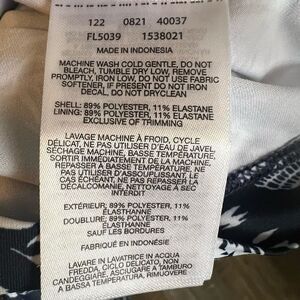 122 0821 40037
FL5039 1538021
MADE IN INDONESIA
MACHINE WASH COLD GENTLE, DO NOT
BLEACH, TUMBLE DRY LOW, REMOVE
PROMPTLY, IRON LOW, DO NOT USE FABRIC
SOFTENER, IF PRESENT DO NOT IRON
DECAL, DO NOT DRYCLEAN
SHELL: 89% POLYESTER, 11% ELASTANE
LINING: 89% POLYESTER, 11% ELASTANE
EXCLUSIVE OF TRIMMING
LAVAGE MACHINE À FROID, CYCLE
DÉLICAT, NE PAS UTILISER D'EAU DE JAVEL,
SÉCHAGE MACHINE, BASSE TEMPÉRATURE,
SORTIR IMMÉDIATEMENT DE LA MACHINE,
REPASSER À BASSE TEMPÉRATURE, NE
PAS UTILISER D'ASSOUPLISSANT, LE
CAS ÉCHÉANT NE PAS REPASSER LA
DÉCALCOMANIE, NETTOYAGE À SEC
INTERDIT
EXTÉRIEUR: 89% POLYESTER, 11%
ÉLASTHANNE
DOUBLURE: 89% POLYESTER, 11%
ÉLASTHANNE
SAUF LES BORDURES
FABRIQUÉ EN INDONÉSIE
LAVARE IN LAVATRICE IN ACQUA
FREDDA, CICLO DELICATO, NON
CANDEGGIARE, ASCIUGARE A TAMBURO
A BASSA TEMPERATURA, RIMUOVERE